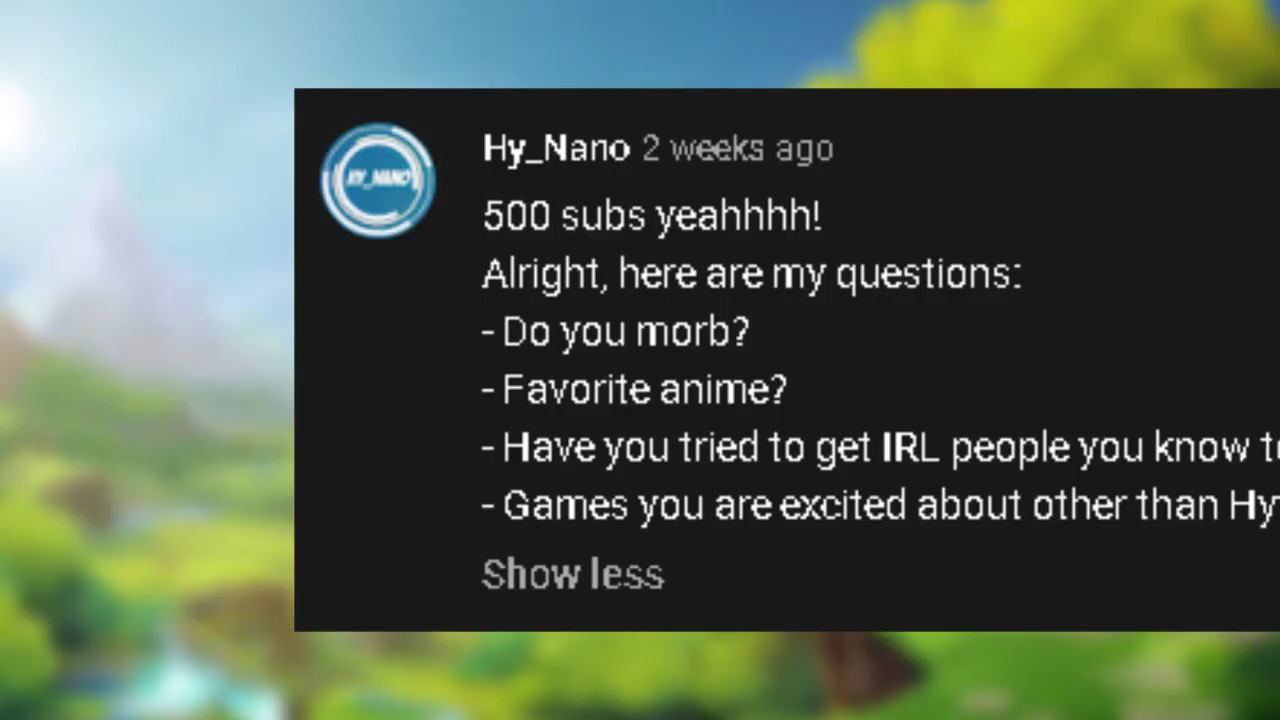 HY_NANO
Hy_Nano 2 weeks ago
500 subs yeahhhh!
Alright, here are my questions:
- Do you morb?
- Favorite anime?
- Have you tried to get IRL people you know t
- Games you are excited about other than Hy
Show less